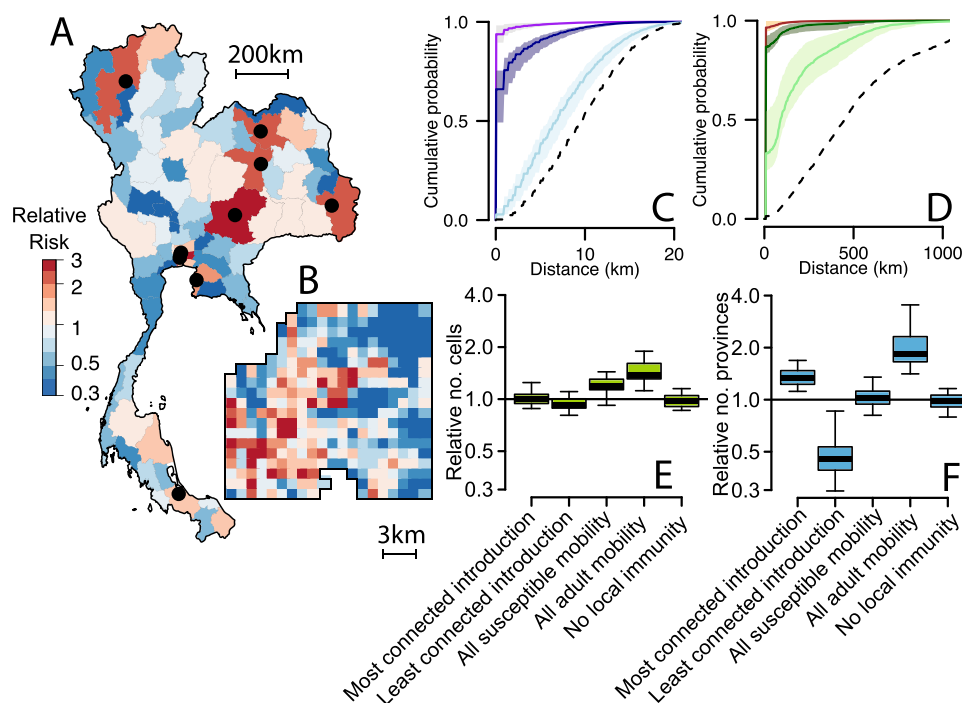 A
200km
Relative
Risk
3
2
1
0.5
0.3
B
3km
C
Cumulative probability
1.0
0.5
0.0
0
10
20
Distance (km)
D
Cumulative probability
1.0
0.5
0.0
0
500
1000
Distance (km)
E
Relative no. cells
4.0
2.0
1.0
0.5
0.3
Most connected introduction
Least connected introduction
All susceptible mobility
All adult mobility
No local immunity
F
Relative no. provinces
4.0
2.0
1.0
0.5
0.3
Most connected introduction
Least connected introduction
All susceptible mobility
All adult mobility
No local immunity